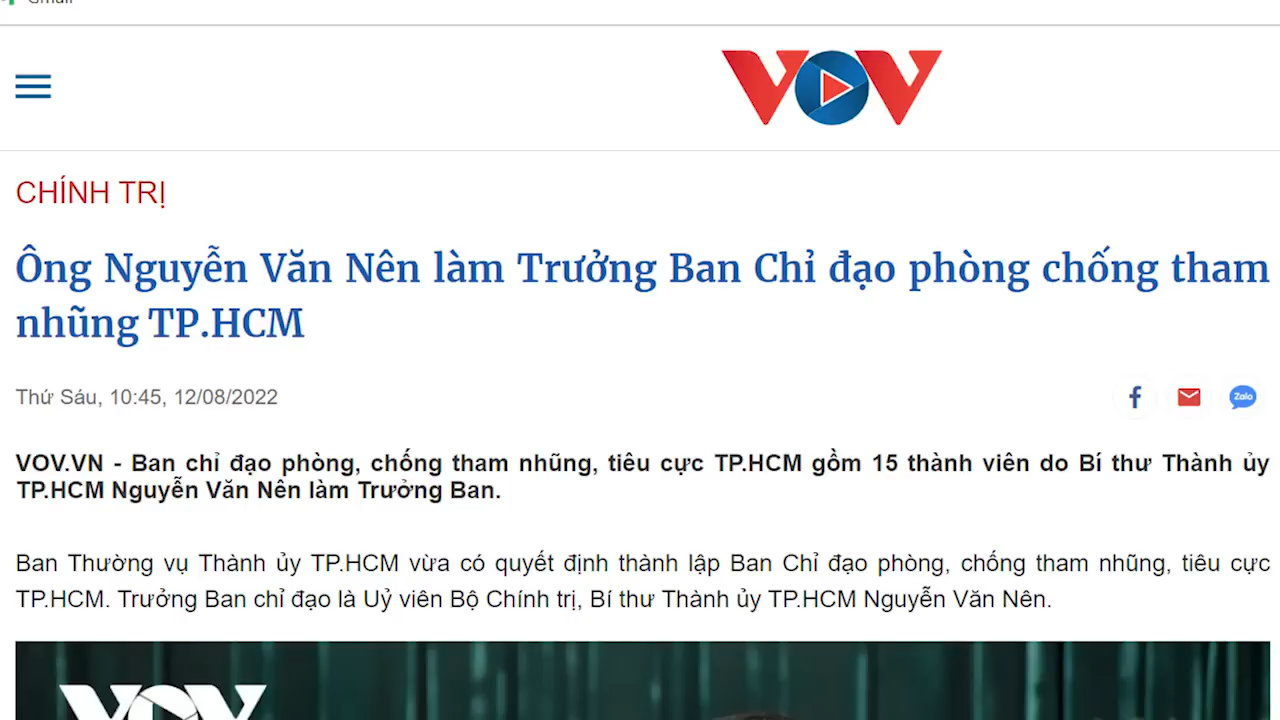 Gmail
VOV
CHÍNH TRỊ
Ông Nguyễn Văn Nên làm Trưởng Ban Chỉ đạo phòng chống tham
nhũng TP.HCM
Thứ Sáu, 10:45, 12/08/2022
Zalo
VOV.VN - Ban chỉ đạo phòng, chống tham nhũng, tiêu cực TP.HCM gồm 15 thành viên do Bí thư Thành ủy
TP.HCM Nguyễn Văn Nên làm Trưởng Ban.
Ban Thường vụ Thành ủy TP.HCM vừa có quyết định thành lập Ban Chỉ đạo phòng, chống tham nhũng, tiêu cực
TP.HCM. Trưởng Ban chỉ đạo là Uỷ viên Bộ Chính trị, Bí thư Thành ủy TP.HCM Nguyễn Văn Nên.
VOV